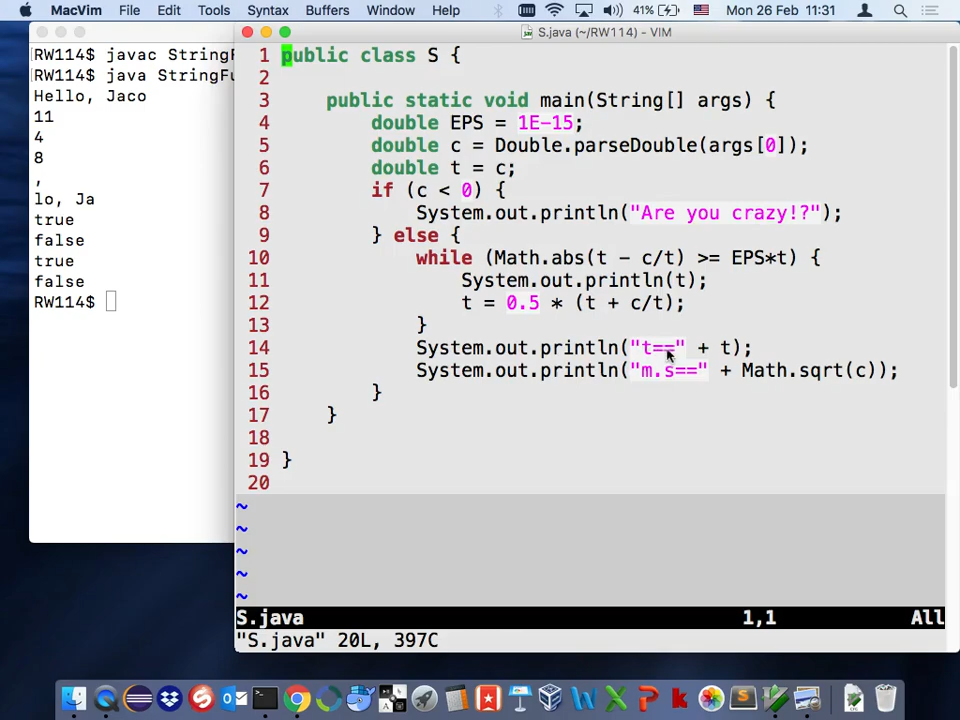 MacVim File Edit Tools Syntax Buffers Window Help 41% Mon 26 Feb 11:31
S.java (~/RW114) - VIM
RW114$ javac StringF
RW114$ java StringFu
Hello, Jaco
11
4
8
,
lo, Ja
true
false
true
false
RW114$
1 public class S {
2
3 public static void main(String[] args) {
4 double EPS = 1E-15;
5 double c = Double.parseDouble(args[0]);
6 double t = c;
7 if (c < 0) {
8 System.out.println("Are you crazy!?");
9 } else {
10 while (Math.abs(t - c/t) >= EPS*t) {
11 System.out.println(t);
12 t = 0.5 * (t + c/t);
13 }
14 System.out.println("t==" + t);
15 System.out.println("m.s==" + Math.sqrt(c));
16 }
17 }
18
19 }
20
~
~
~
~
~
S.java 1,1 All
"S.java" 20L, 397C